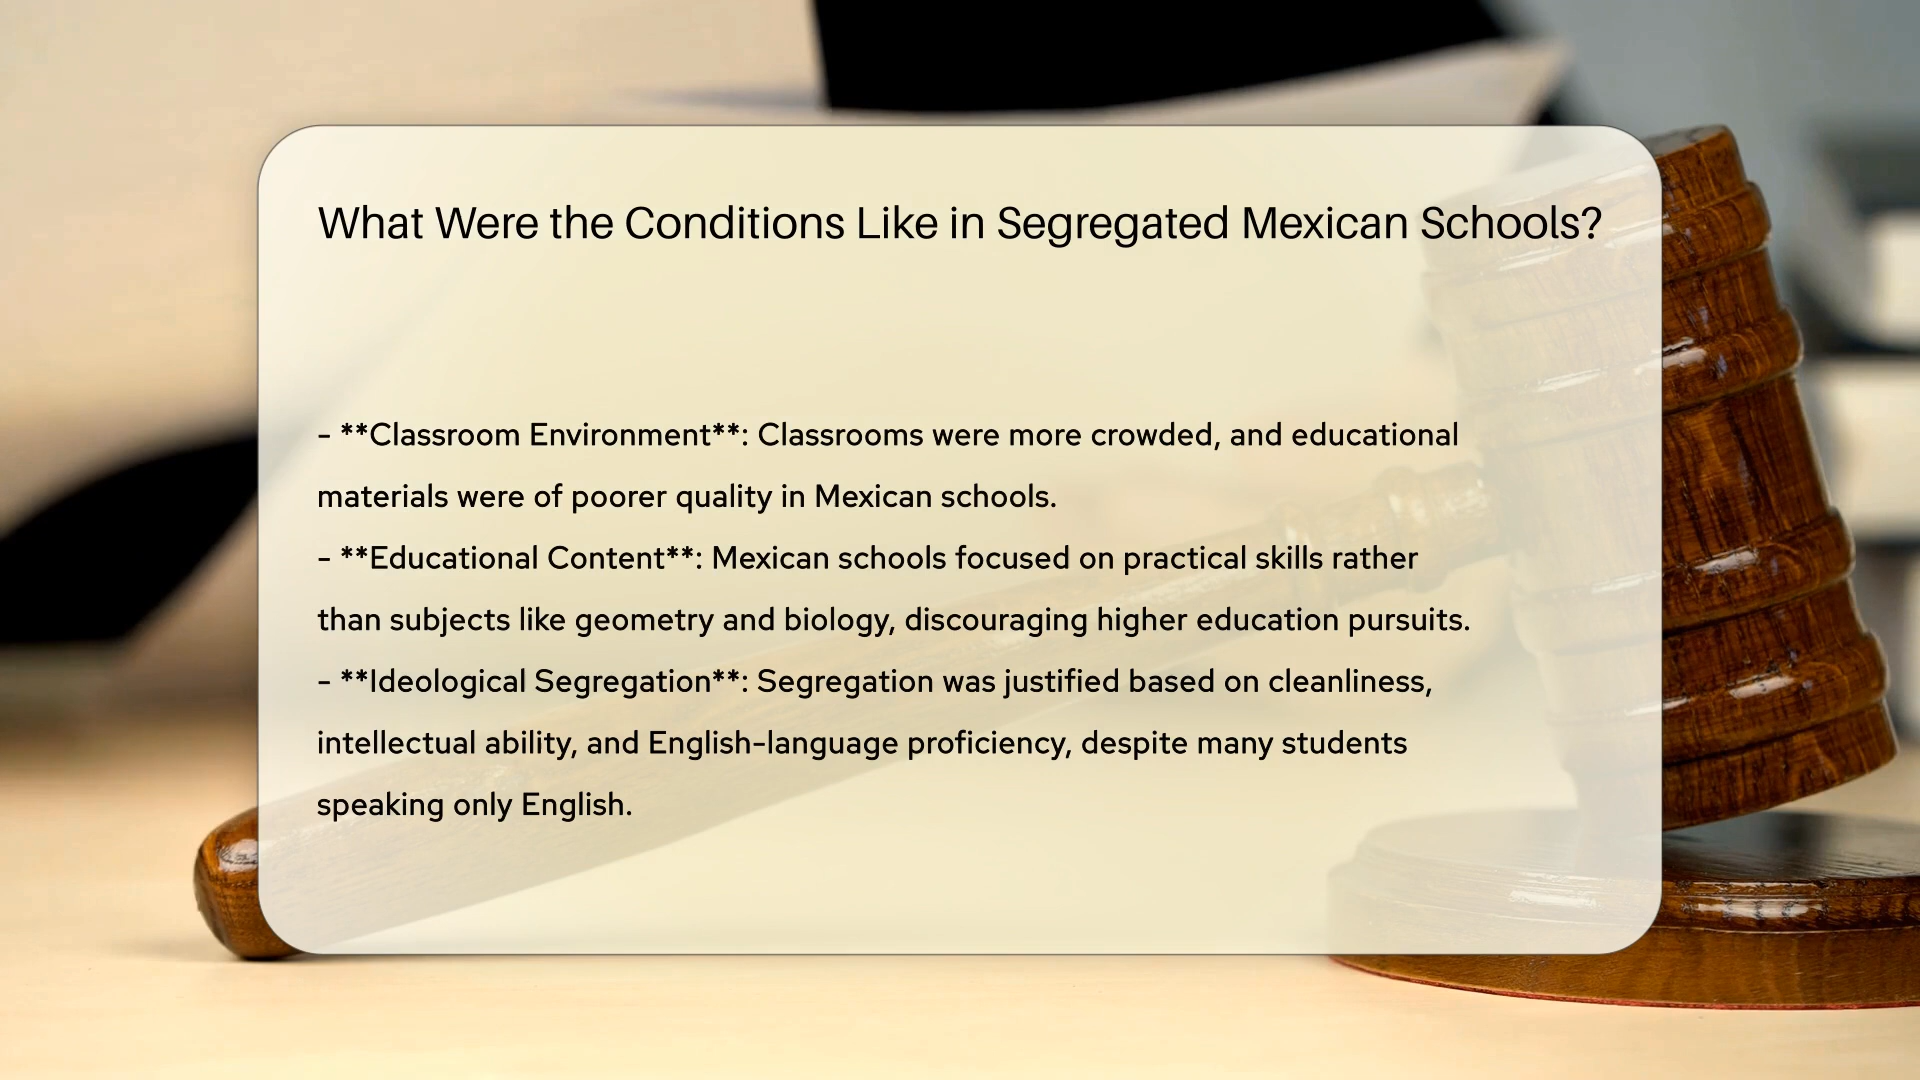 What Were the Conditions Like in Segregated Mexican Schools?
- **Classroom Environment**: Classrooms were more crowded, and educational
materials were of poorer quality in Mexican schools.
- **Educational Content**: Mexican schools focused on practical skills rather
than subjects like geometry and biology, discouraging higher education pursuits.
- **Ideological Segregation**: Segregation was justified based on cleanliness,
intellectual ability, and English-language proficiency, despite many students
speaking only English.